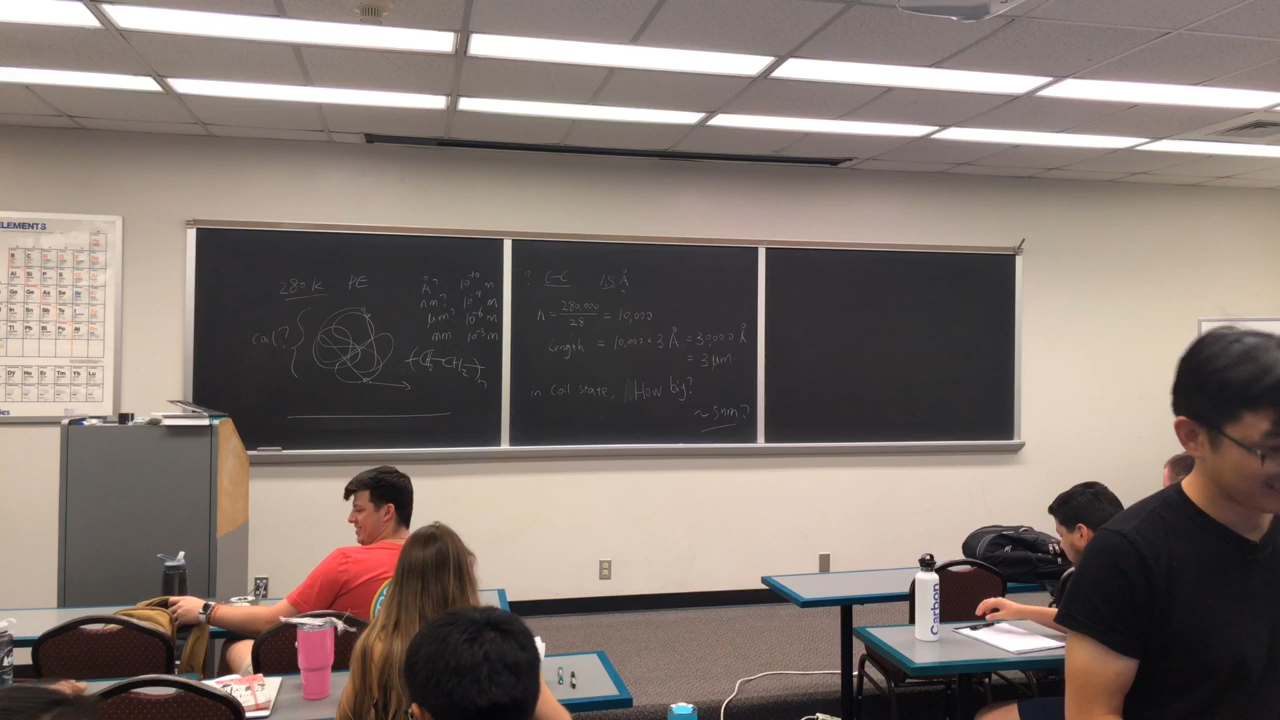 ELEMENTS
280 K PE
Å? 10⁻¹⁰ m
nm? 10⁻⁹ m
μm? 10⁻⁶ m
mm 10⁻³ m
coil?
(CH₂-CH₂)n
? C-C 1.5 Å
n = 280,000 / 28 = 10,000
Length = 10,000 × 3 Å = 30,000 Å
= 3 μm
in coil state, How big?
~ 5nm?
Carbon